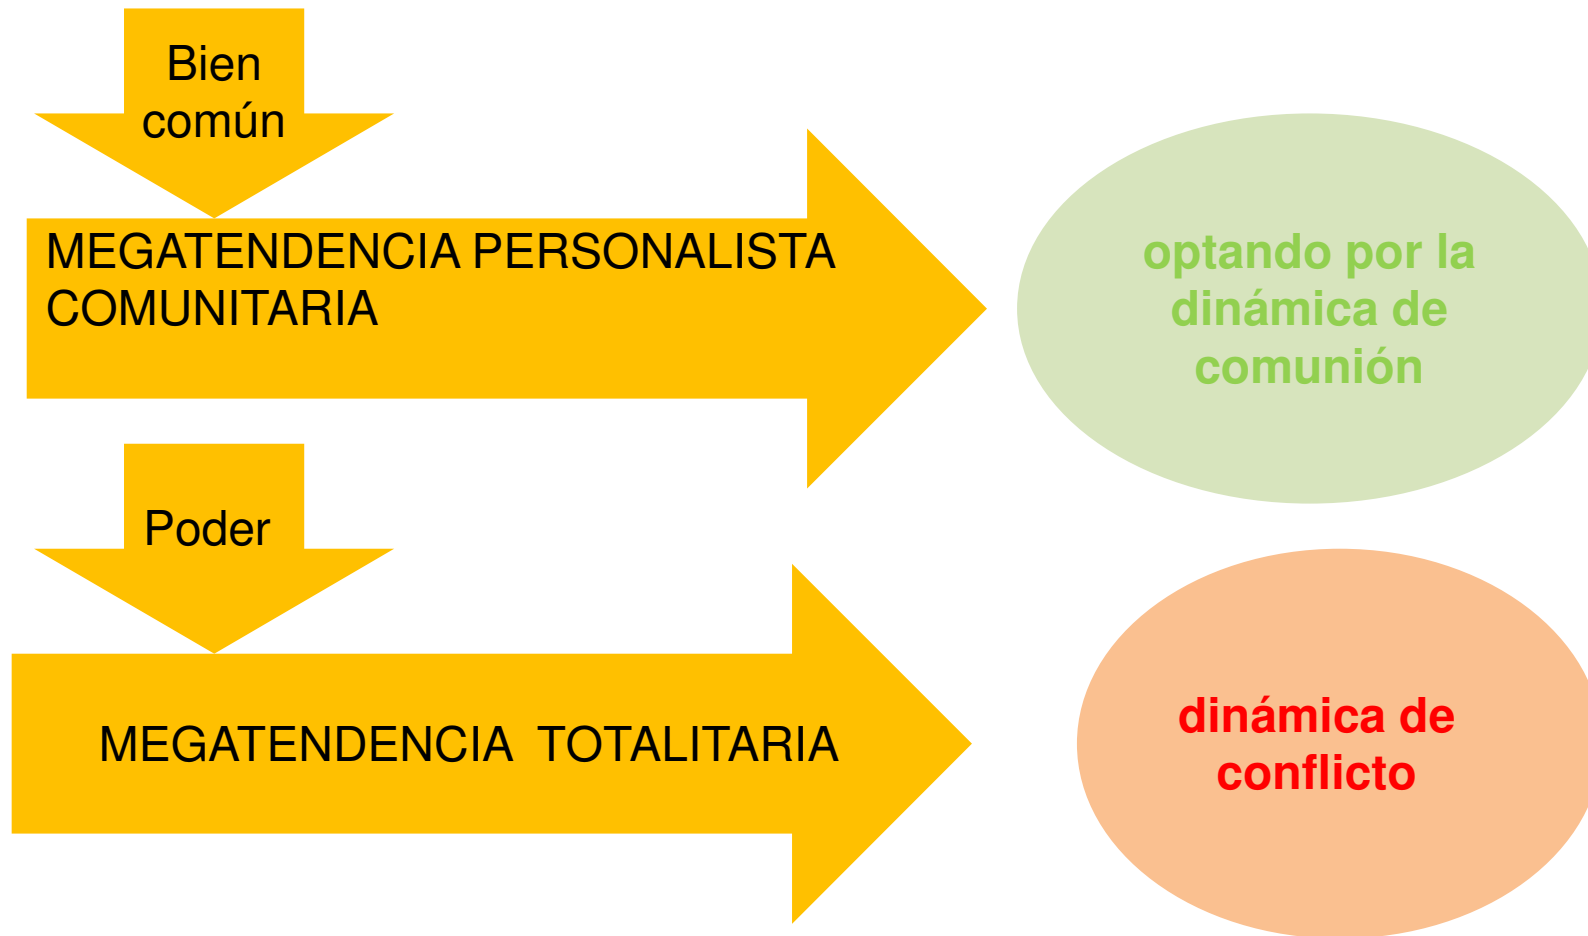 Bien
común
MEGATENDENCIA PERSONALISTA
COMUNITARIA
optando por la
dinámica de
comunión
Poder
MEGATENDENCIA TOTALITARIA
dinámica de
conflicto